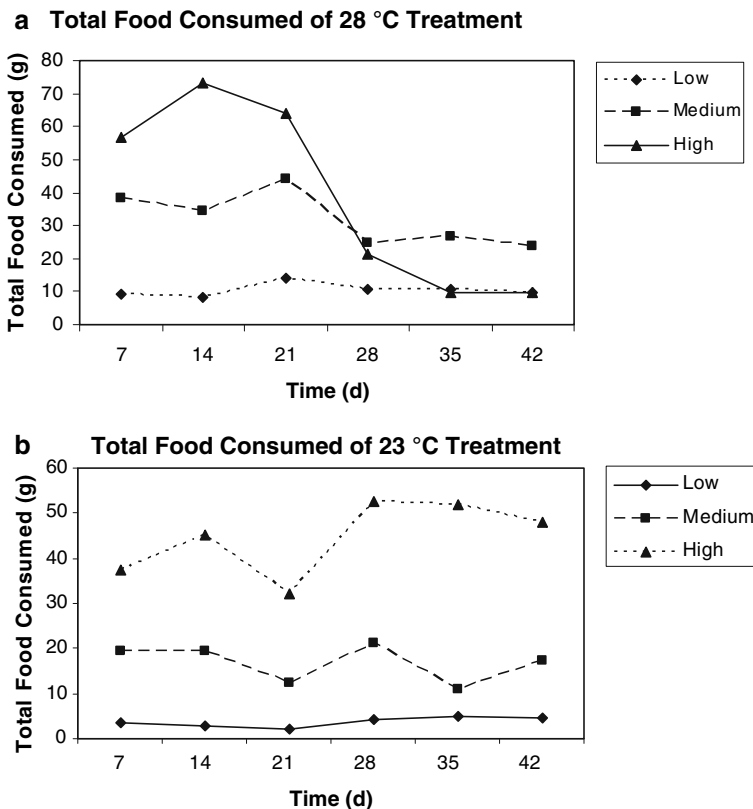 a Total Food Consumed of 28 °C Treatment
Total Food Consumed (g)
80
70
60
50
40
30
20
10
0
7 14 21 28 35 42
Time (d)
Low
Medium
High
b Total Food Consumed of 23 °C Treatment
Total Food Consumed (g)
60
50
40
30
20
10
0
7 14 21 28 35 42
Time (d)
Low
Medium
High